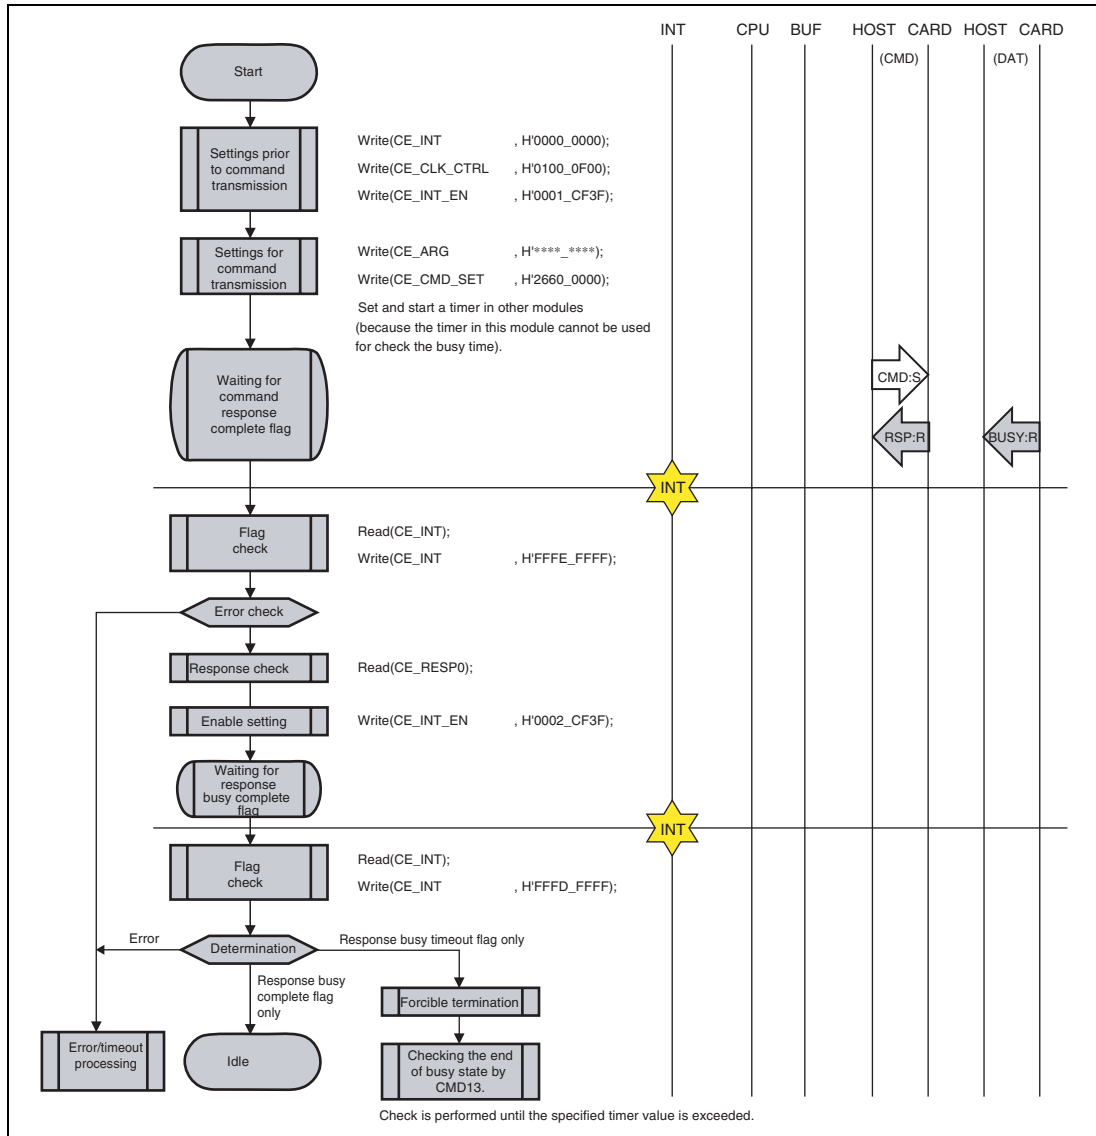 INT CPU BUF HOST CARD HOST CARD
(CMD) (DAT)
Start
Settings prior
to command
transmission
Write(CE_INT , H'0000_0000);
Write(CE_CLK_CTRL , H'0100_0F00);
Write(CE_INT_EN , H'0001_CF3F);
Settings for
command
transmission
Write(CE_ARG , H'****_****);
Write(CE_CMD_SET , H'2660_0000);
Set and start a timer in other modules
(because the timer in this module cannot be used
for check the busy time).
Waiting for
command
response
complete flag
CMD:S
RSP:R
BUSY:R
INT
Flag
check
Read(CE_INT);
Write(CE_INT , H'FFFE_FFFF);
Error check
Response check
Read(CE_RESP0);
Enable setting
Write(CE_INT_EN , H'0002_CF3F);
Waiting for
response
busy complete
flag
INT
Flag
check
Read(CE_INT);
Write(CE_INT , H'FFFD_FFFF);
Error
Determination
Response busy timeout flag only
Response busy
complete flag
only
Forcible termination
Error/timeout
processing
Idle
Checking the end
of busy state by
CMD13.
Check is performed until the specified timer value is exceeded.